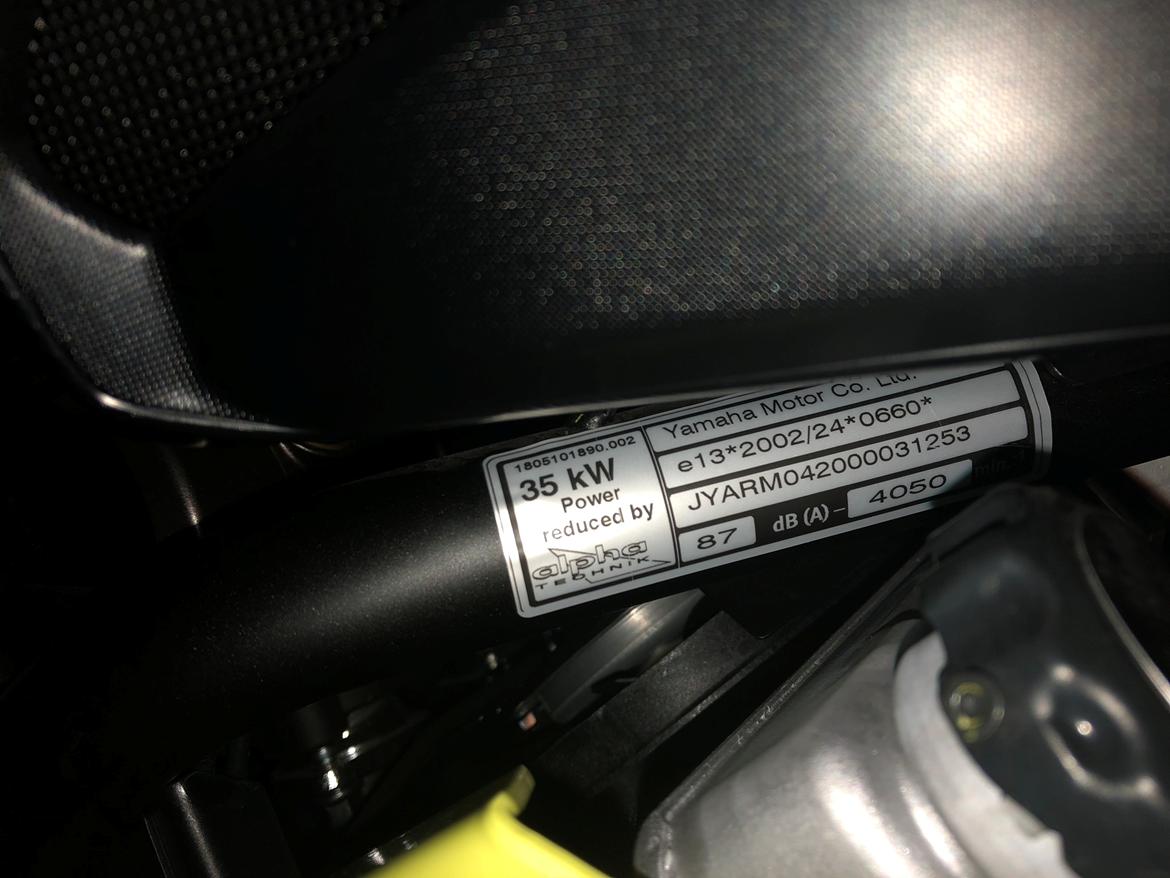 1805101890.002
35 kW
Power
reduced by
alpha
TECHNIK
Yamaha Motor Co. Ltd.
e13*2002/24*0660*
JYARM042000031253
87 dB (A) – 4050 min.-1